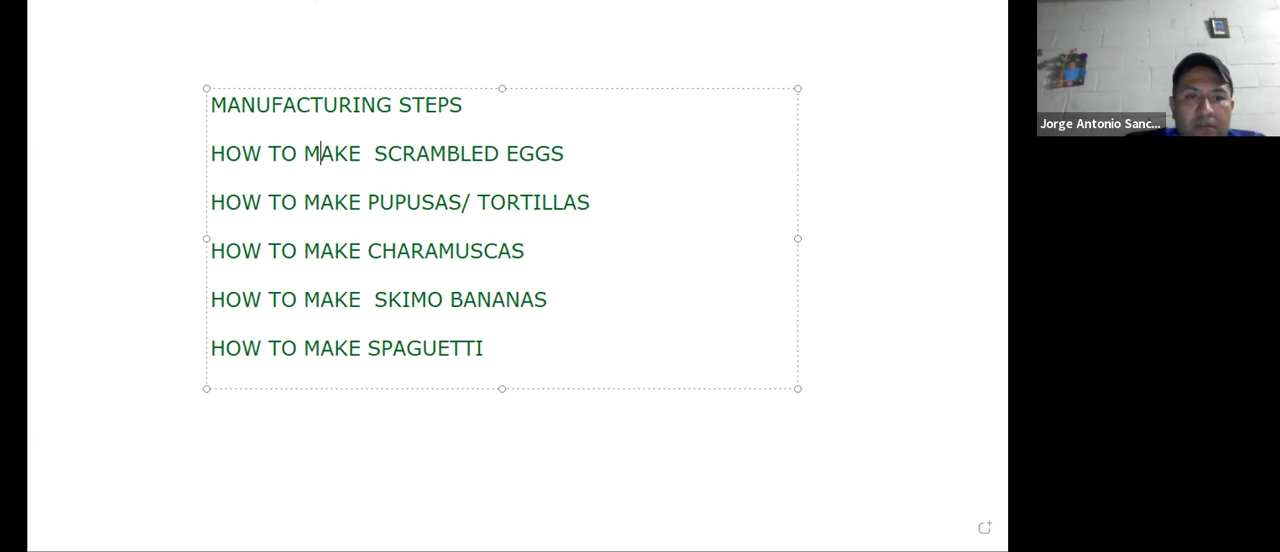 MANUFACTURING STEPS
HOW TO MAKE  SCRAMBLED EGGS
HOW TO MAKE PUPUSAS/ TORTILLAS
HOW TO MAKE CHARAMUSCAS
HOW TO MAKE  SKIMO BANANAS
HOW TO MAKE SPAGUETTI
Jorge Antonio Sanc...